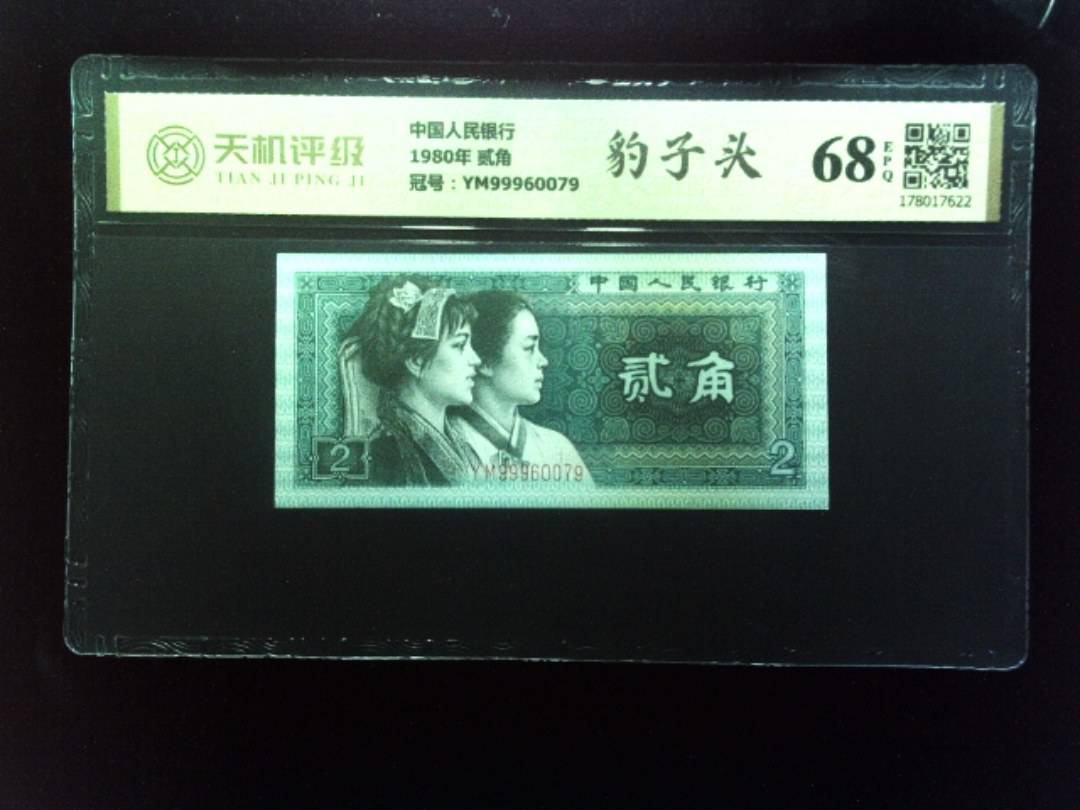 天机评级
TIAN JI PING JI
中国人民银行
1980年 贰角
冠号：YM99960079
豹子头
68
EPQ
178017622
中国人民银行
贰角
2
2
YM99960079